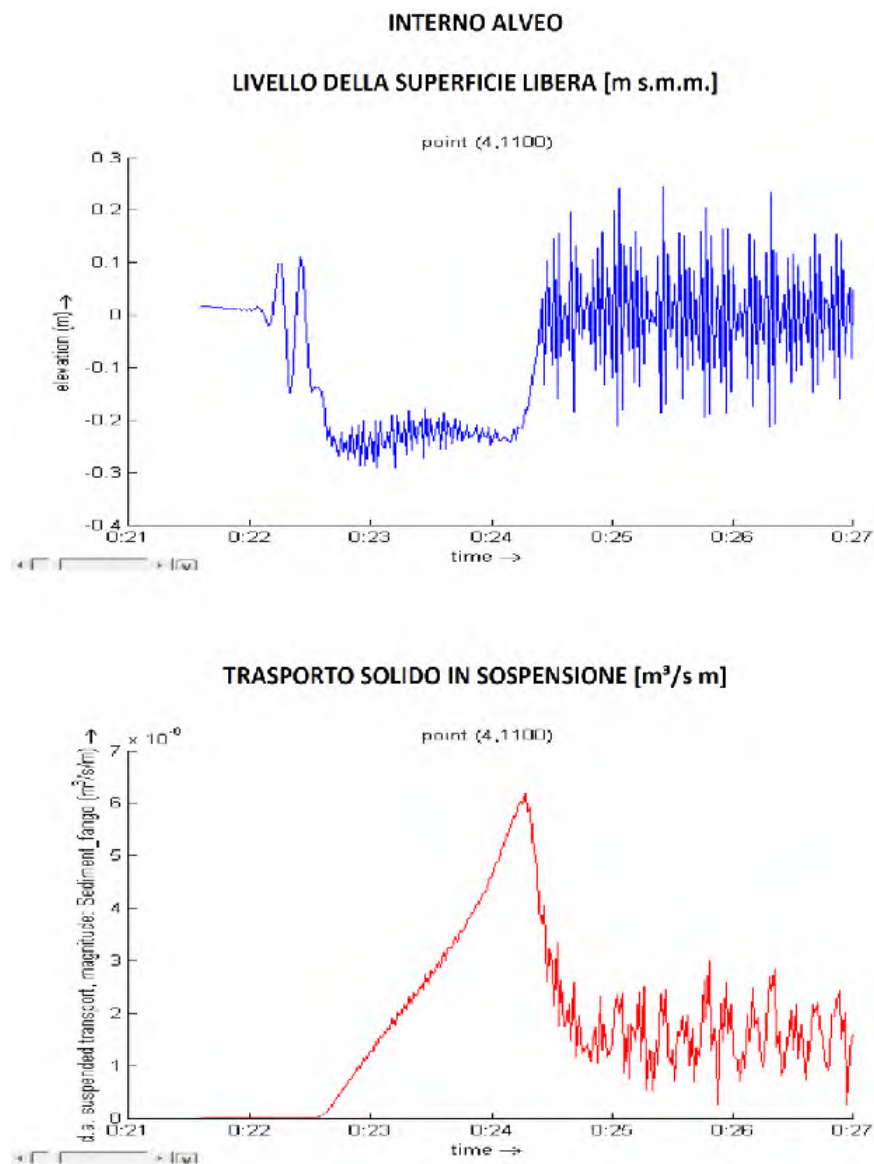 INTERNO ALVEO
LIVELLO DELLA SUPERFICIE LIBERA [m s.m.m.]
point (4,1100)
elevation (m) →
0.3
0.2
0.1
0
-0.1
-0.2
-0.3
-0.4
0:21 0:22 0:23 0:24 0:25 0:26 0:27
time →
TRASPORTO SOLIDO IN SOSPENSIONE [m³/s m]
× 10
point (4,1100)
d.a. suspended transport, magnitude: Sediment_fango (m³/s/m) →
7
6
5
4
3
2
1
0
0:21 0:22 0:23 0:24 0:25 0:26 0:27
time →